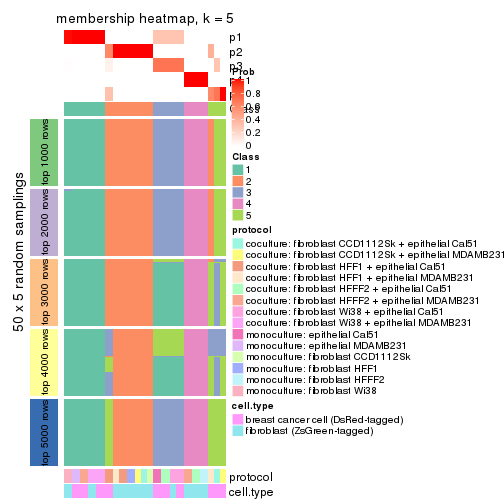 membership heatmap, k = 5
p1
p2
p3
Prob
1
0.8
0.6
0.4
0.2
0
Class
1
2
3
4
5
protocol
coculture: fibroblast CCD1112Sk + epithelial Cal51
coculture: fibroblast CCD1112Sk + epithelial MDAMB231
coculture: fibroblast HFF1 + epithelial Cal51
coculture: fibroblast HFF1 + epithelial MDAMB231
coculture: fibroblast HFFF2 + epithelial Cal51
coculture: fibroblast HFFF2 + epithelial MDAMB231
coculture: fibroblast Wi38 + epithelial Cal51
coculture: fibroblast Wi38 + epithelial MDAMB231
monoculture: epithelial Cal51
monoculture: epithelial MDAMB231
monoculture: fibroblast CCD1112Sk
monoculture: fibroblast HFF1
monoculture: fibroblast HFFF2
monoculture: fibroblast Wi38
cell.type
breast cancer cell (DsRed-tagged)
fibroblast (ZsGreen-tagged)
50 x 5 random samplings
top 1000 rows
top 2000 rows
top 3000 rows
top 4000 rows
top 5000 rows
protocol
cell.type